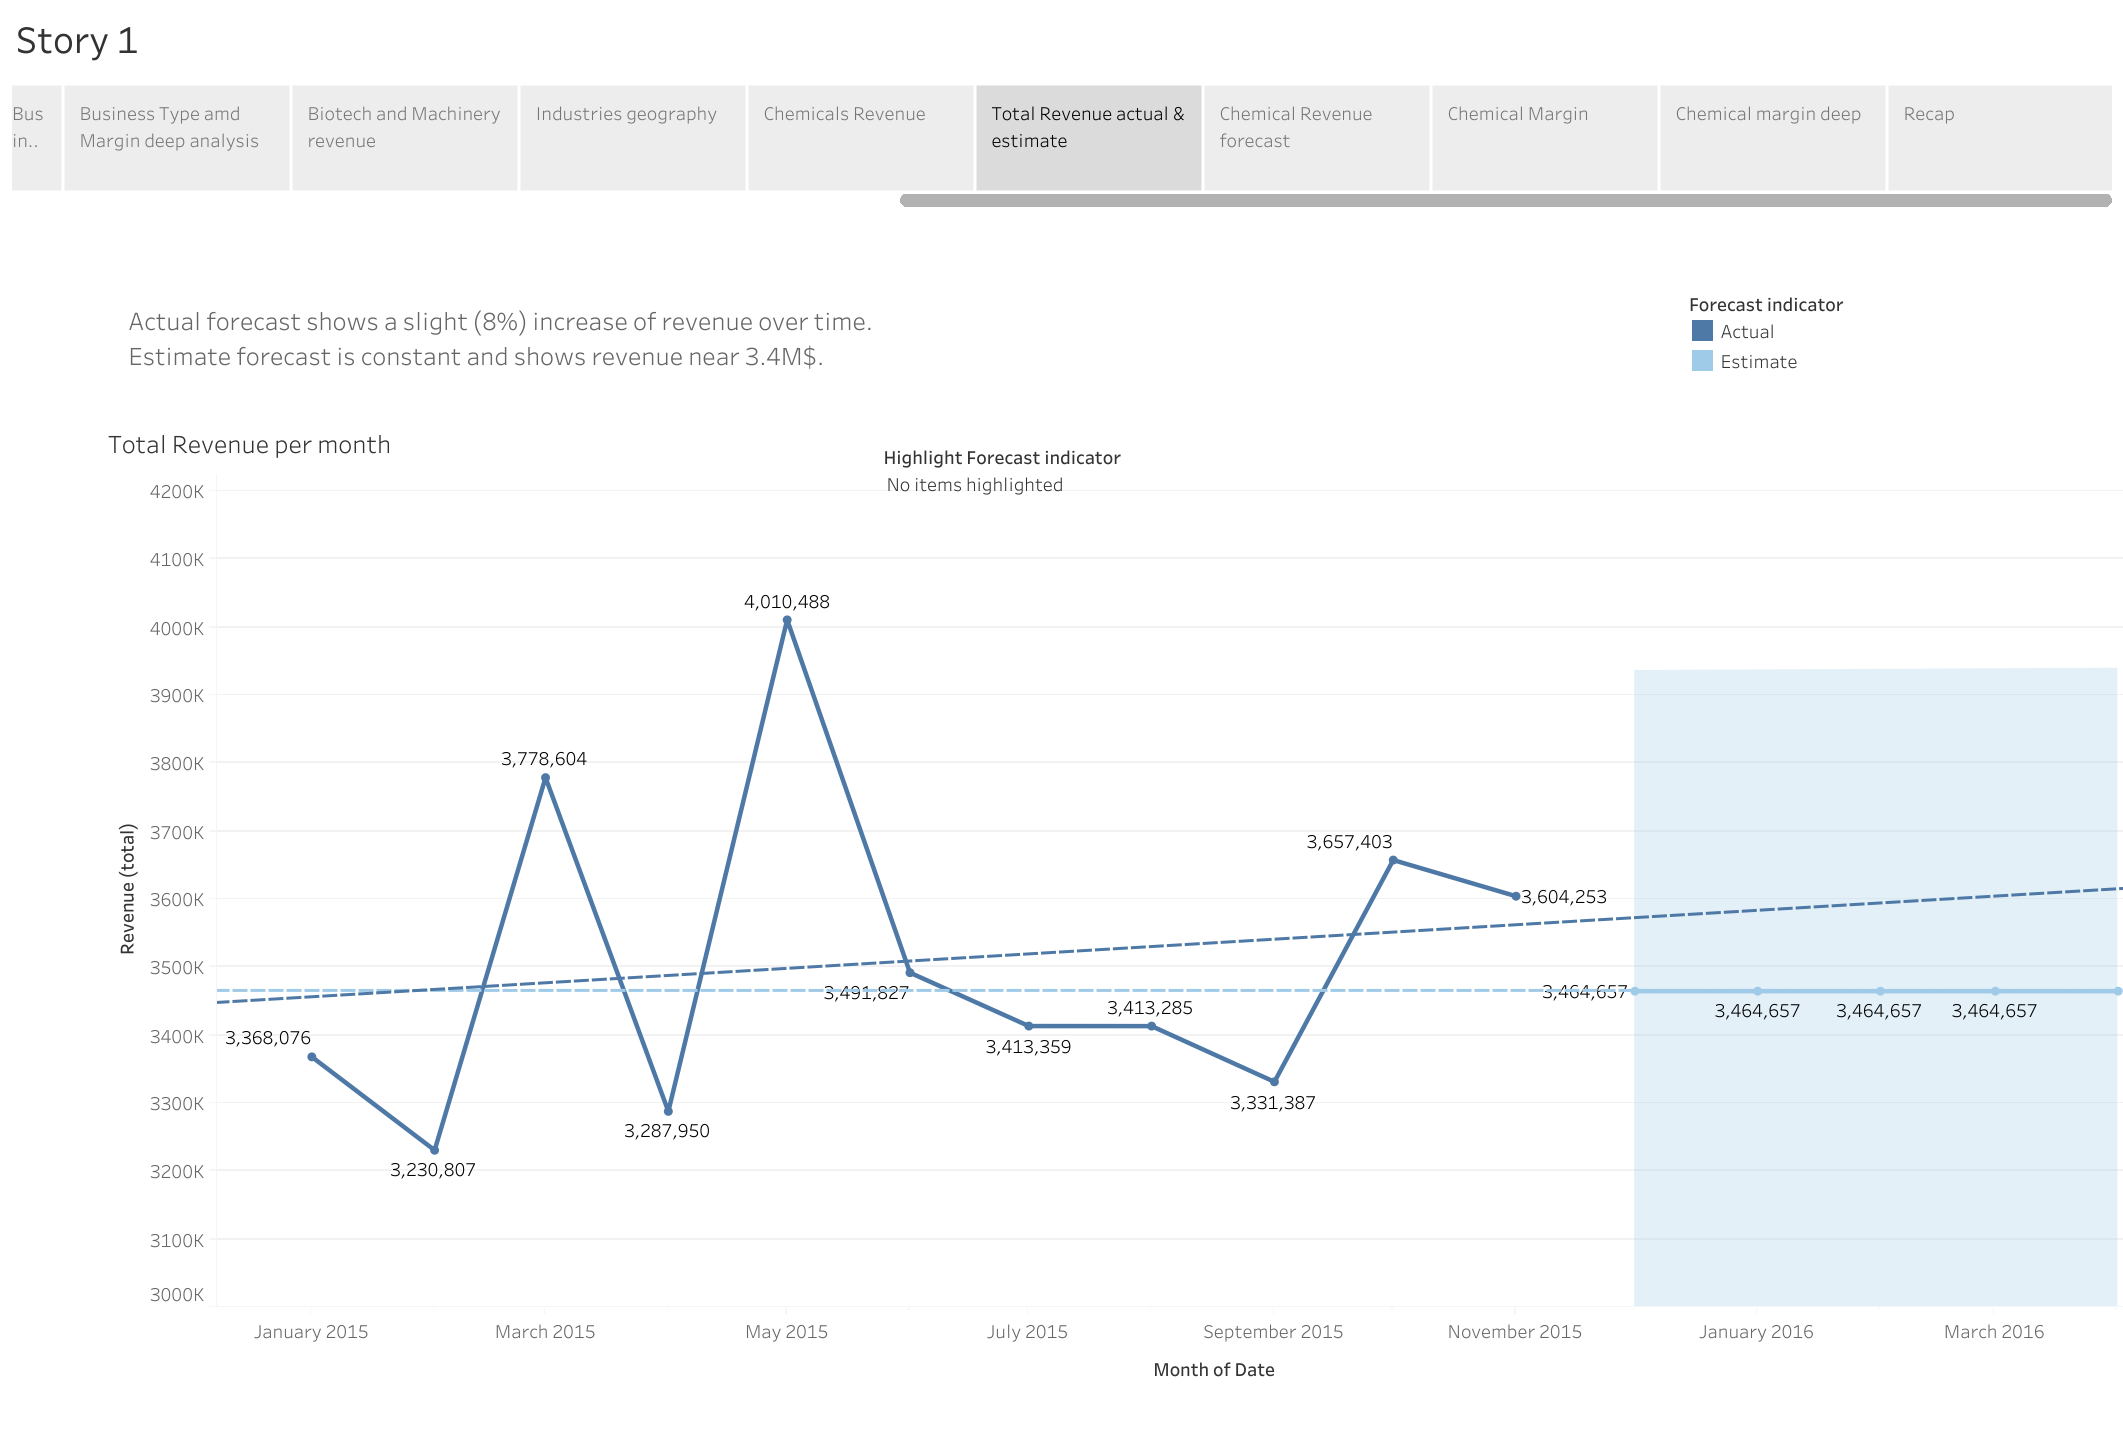 Story 1
Bus
in..
Business Type amd
Margin deep analysis
Biotech and Machinery
revenue
Industries geography
Chemicals Revenue
Total Revenue actual &
estimate
Chemical Revenue
forecast
Chemical Margin
Chemical margin deep
Recap
Actual forecast shows a slight (8%) increase of revenue over time.
Estimate forecast is constant and shows revenue near 3.4M$.
Forecast indicator
Actual
Estimate
Total Revenue per month
Highlight Forecast indicator
No items highlighted
4200K
4100K
4000K
3900K
3800K
3700K
3600K
3500K
3400K
3300K
3200K
3100K
3000K
Revenue (total)
3,368,076
3,230,807
3,778,604
3,287,950
4,010,488
3,491,827
3,413,359
3,413,285
3,331,387
3,657,403
3,604,253
3,464,657
3,464,657
3,464,657
3,464,657
January 2015
March 2015
May 2015
July 2015
September 2015
November 2015
January 2016
March 2016
Month of Date